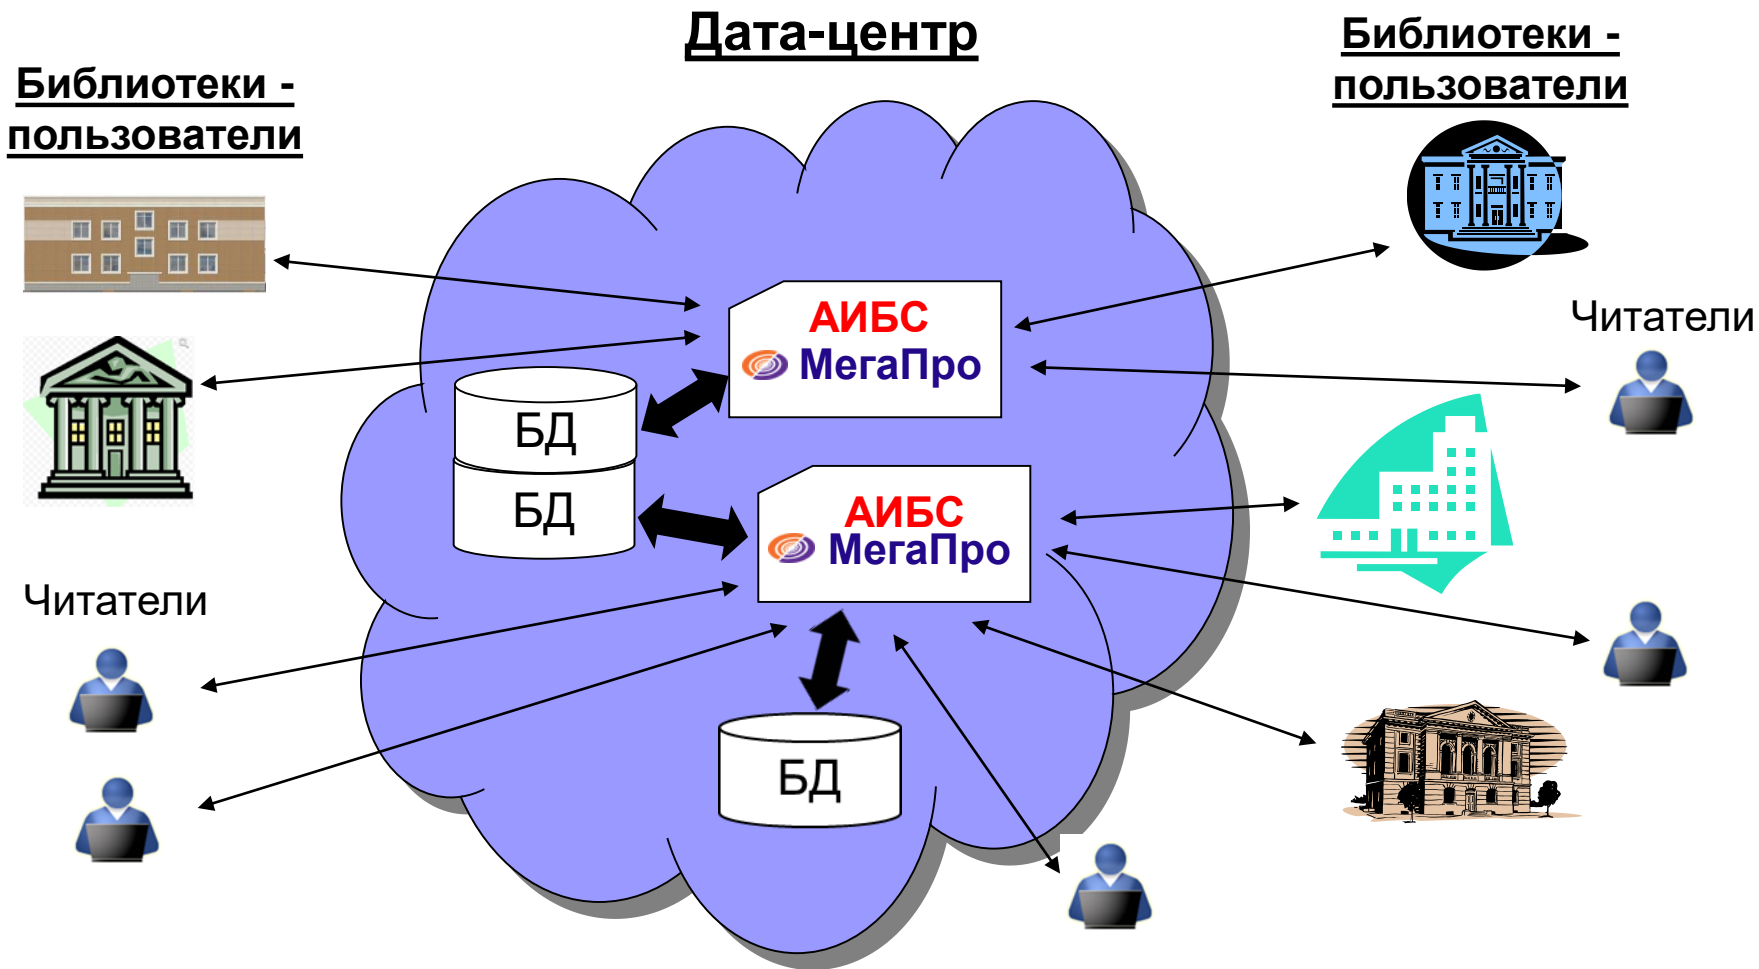 Дата-центр
Библиотеки -
пользователи
Библиотеки -
пользователи
АИБС
МегаПро
Читатели
БД
БД
АИБС
МегаПро
Читатели
БД